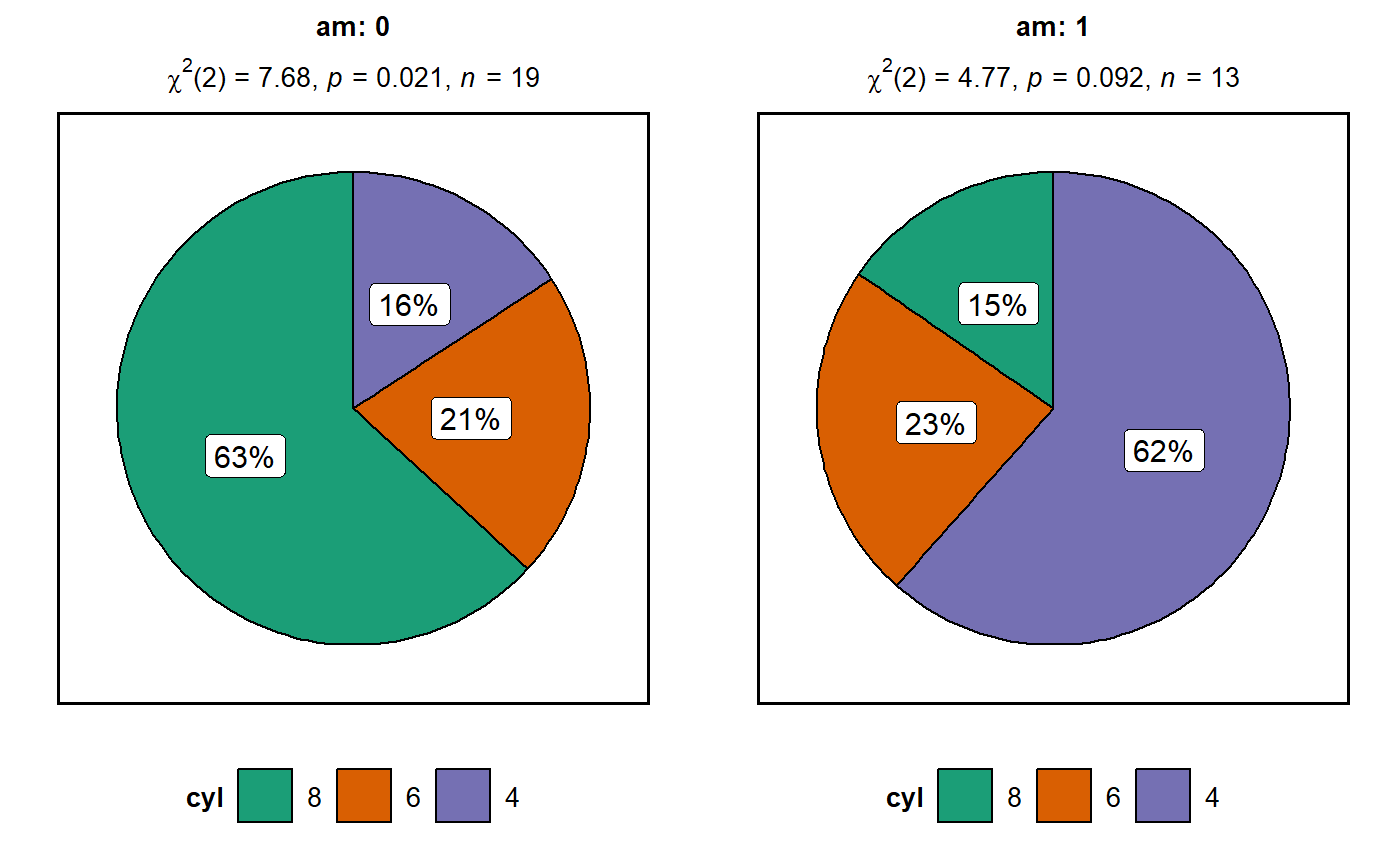 am: 0
χ²(2) = 7.68, p = 0.021, n = 19
16%
21%
63%
cyl 8 6 4
am: 1
χ²(2) = 4.77, p = 0.092, n = 13
15%
23%
62%
cyl 8 6 4